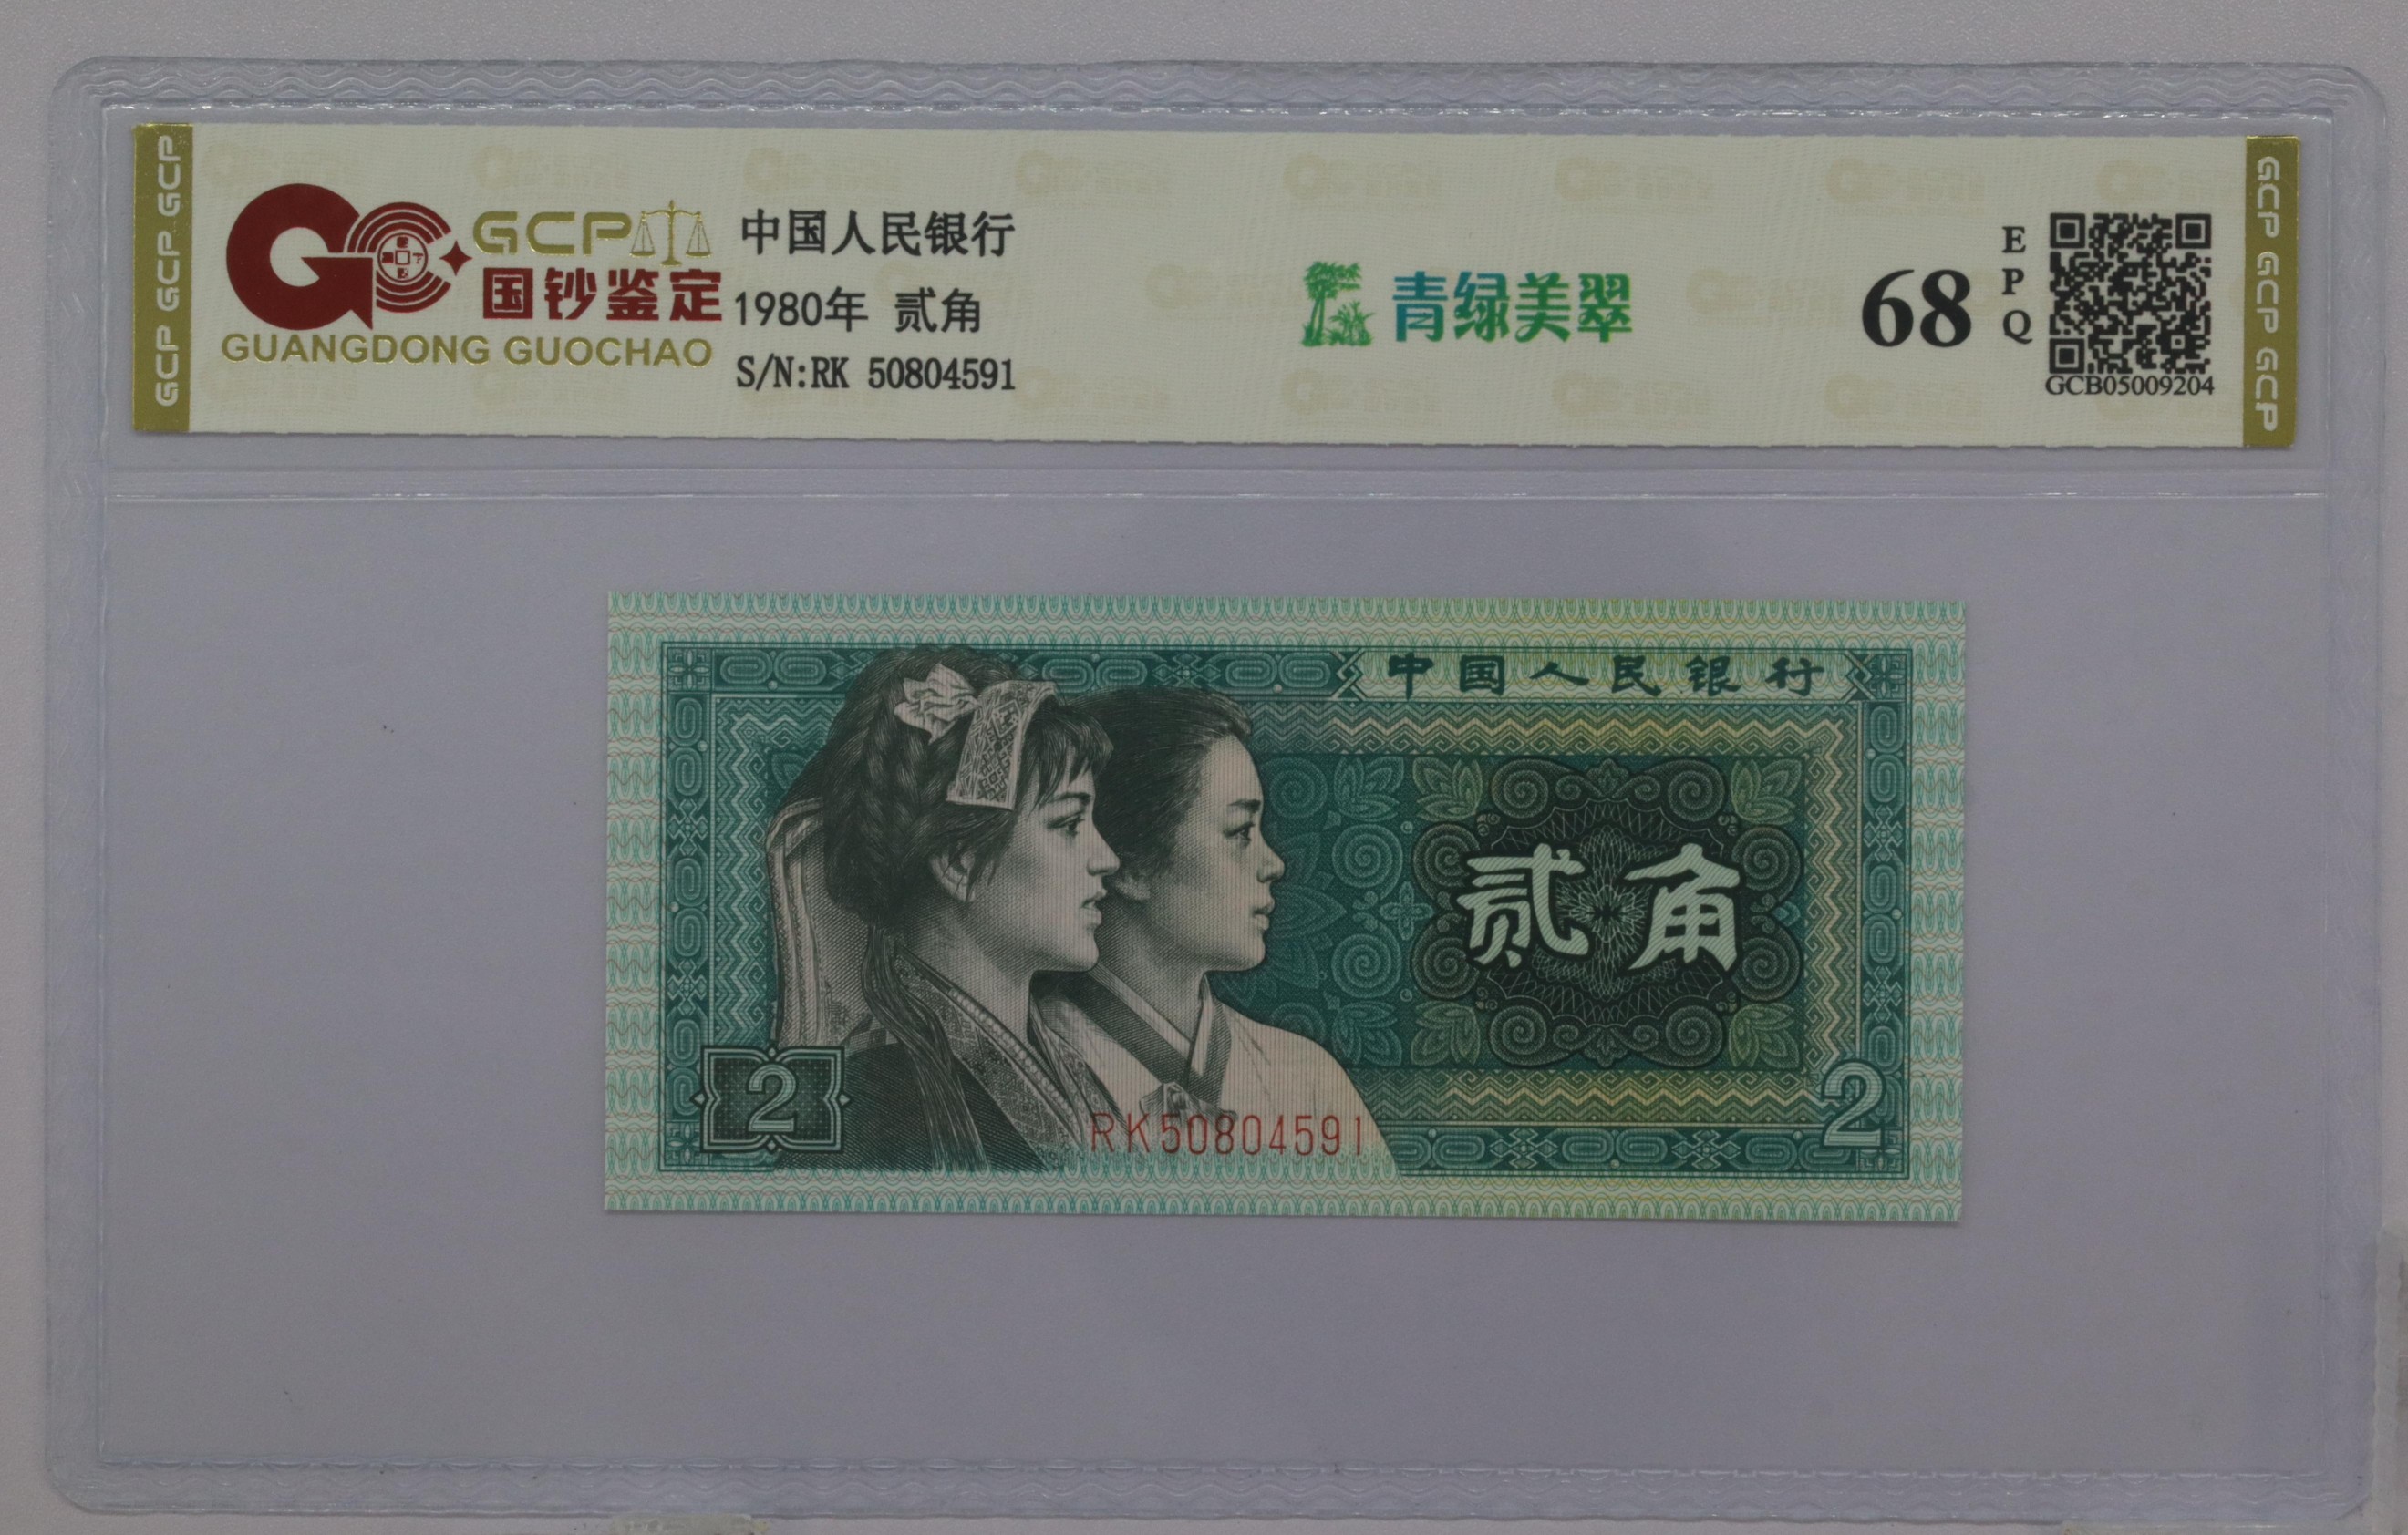 GCP GCP GCP
GCP
国钞鉴定
GUANGDONG GUOCHAO
中国人民银行
1980年 贰角
S/N:RK 50804591
青绿美翠
68
EPQ
GCB05009204
GCP GCP GCP
中国人民银行
贰角
2
RK50804591
2